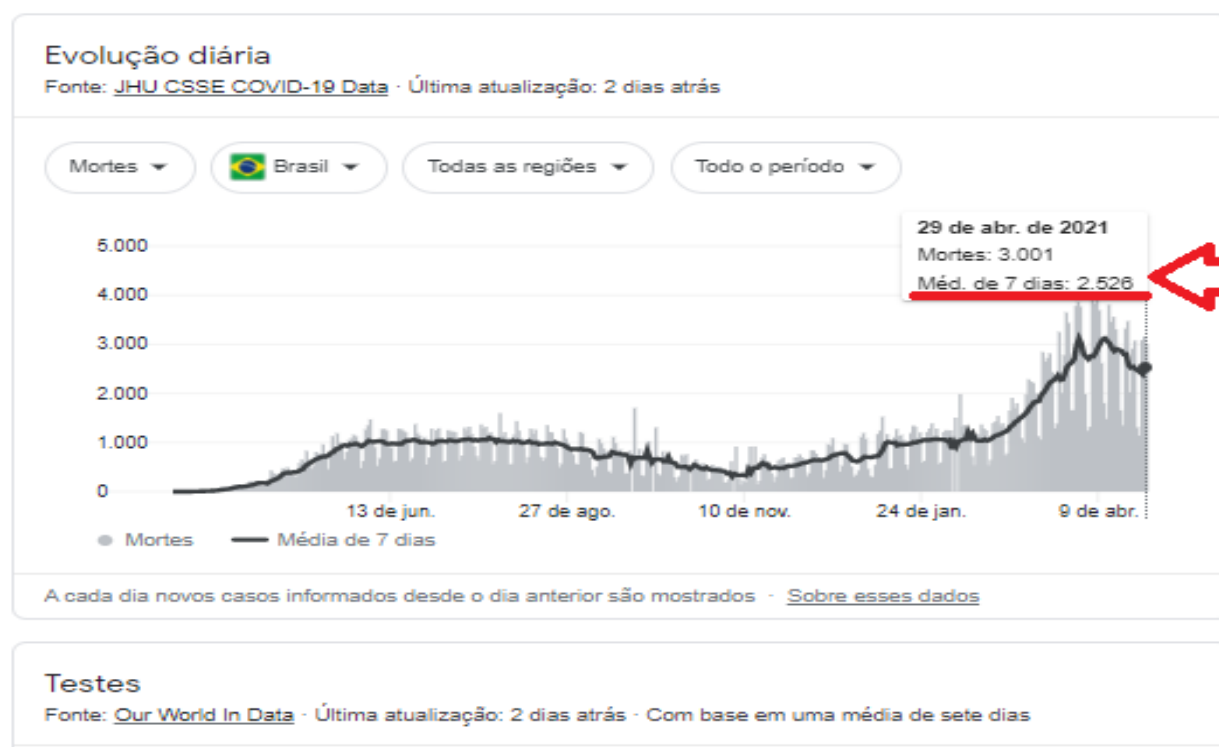 Evolução diária
Fonte: JHU CSSE COVID-19 Data · Última atualização: 2 dias atrás
Mortes Brasil Todas as regiões Todo o período
29 de abr. de 2021
Mortes: 3.001
Méd. de 7 dias: 2.526
5.000
4.000
3.000
2.000
1.000
0
13 de jun. 27 de ago. 10 de nov. 24 de jan. 9 de abr.
Mortes Média de 7 dias
A cada dia novos casos informados desde o dia anterior são mostrados · Sobre esses dados
Testes
Fonte: Our World In Data · Última atualização: 2 dias atrás · Com base em uma média de sete dias